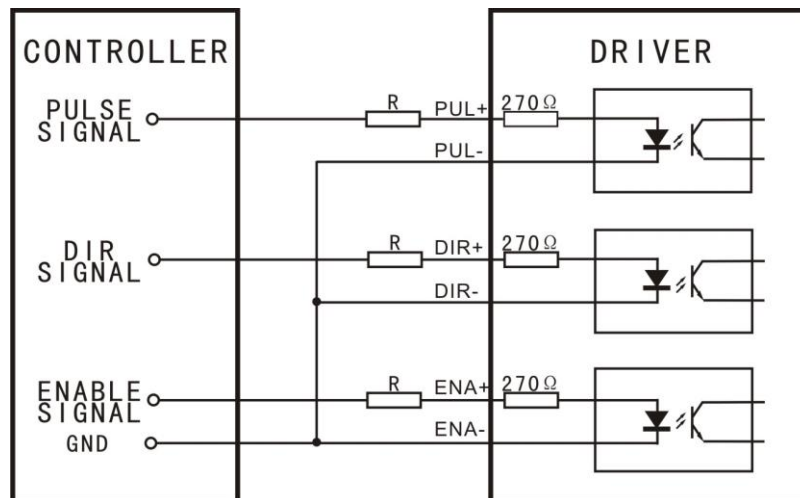 CONTROLLER
DRIVER
PULSE
SIGNAL
R
PUL+
270Ω
PUL-
DIR
SIGNAL
R
DIR+
270Ω
DIR-
ENABLE
SIGNAL
R
ENA+
270Ω
GND
ENA-